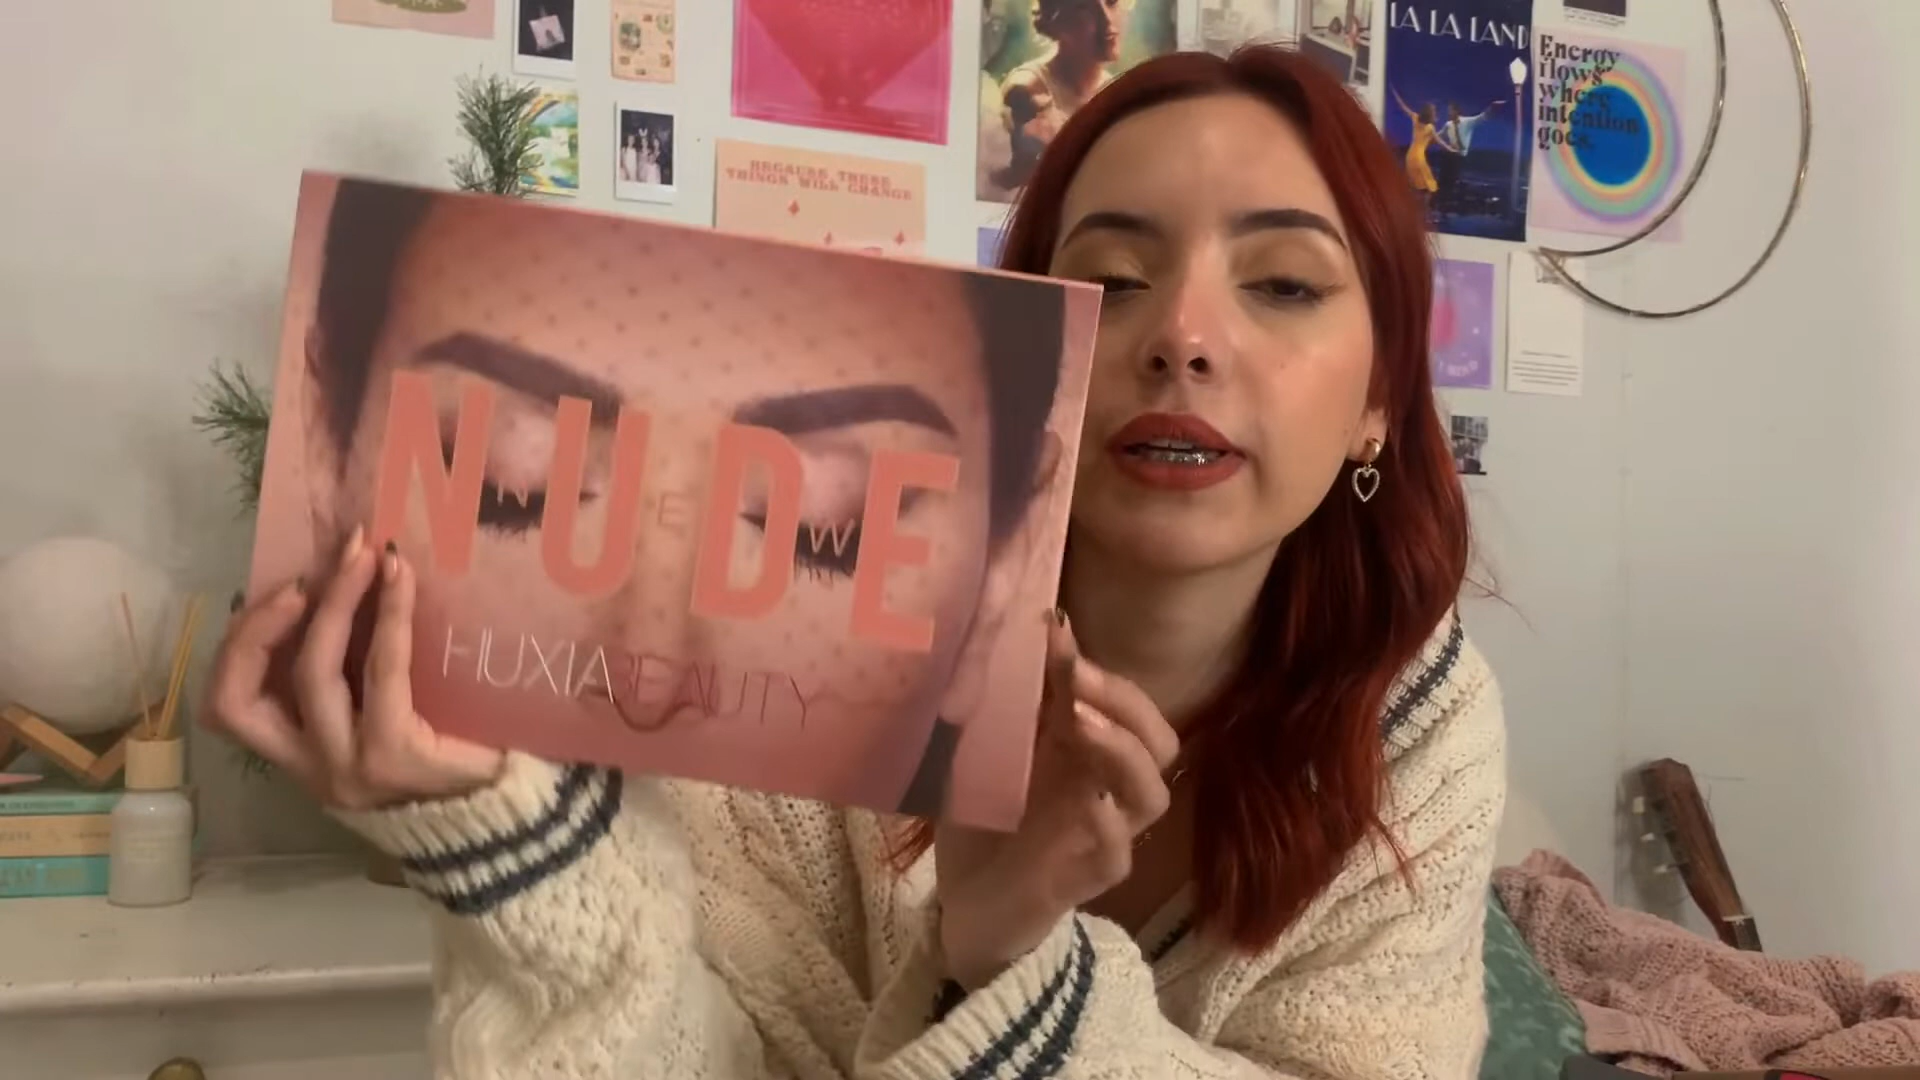 LA LA LAND
Energy
flows
where
intention
goes.
BECAUSE THESE
THINGS WILL CHANGE
NUDE
NEW
HUXIABEAUTY